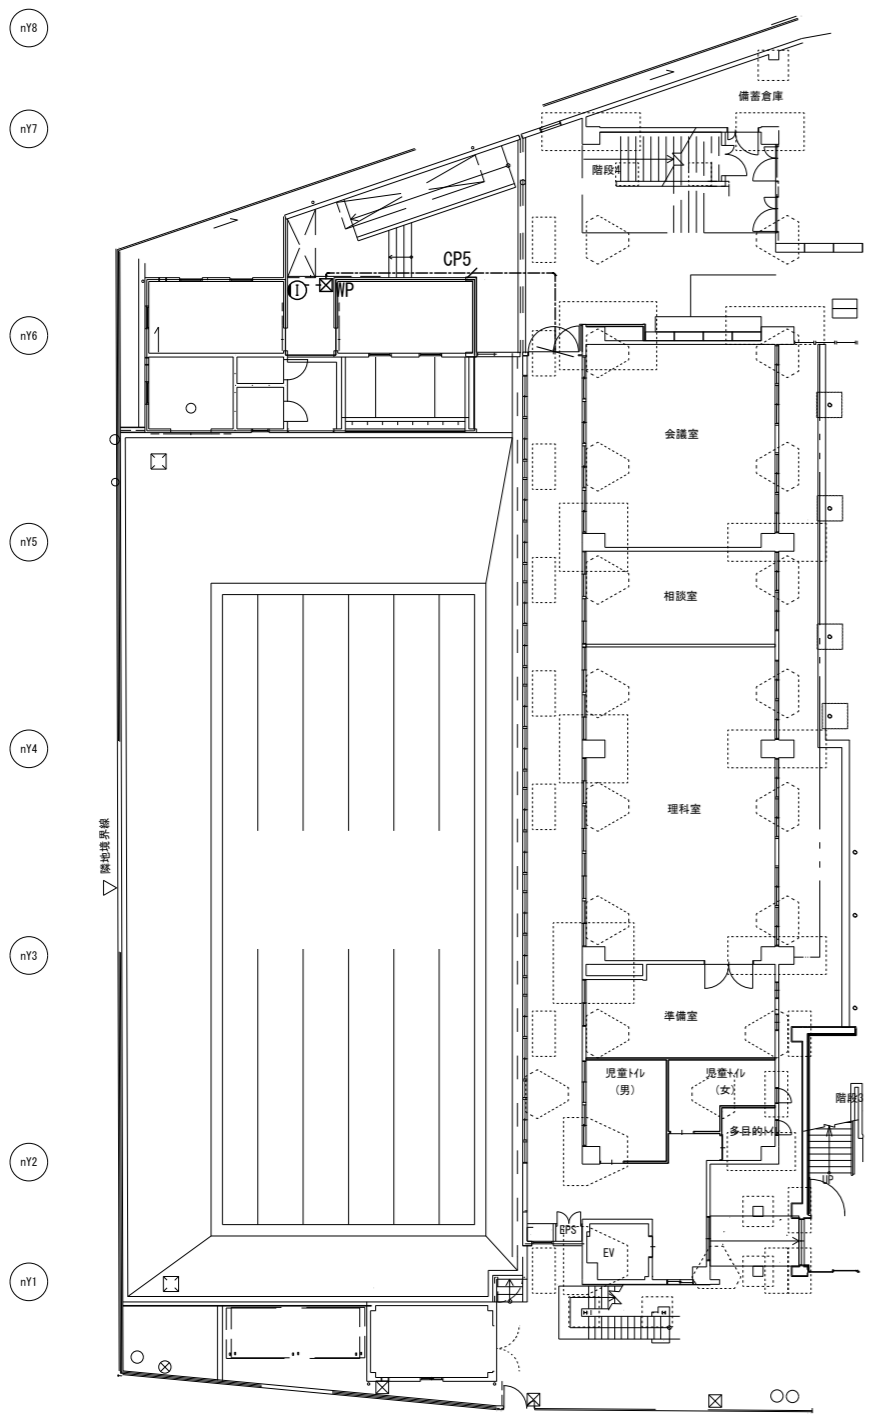 nY8
備蓄倉庫
nY7
階段4
CP5
I
WP
nY6
会議室
nY5
相談室
nY4
理科室
隣地境界線
nY3
準備室
児童トイレ
(男)
児童トイレ
(女)
階段3
多目的トイレ
nY2
UP
EPS
EV
nY1